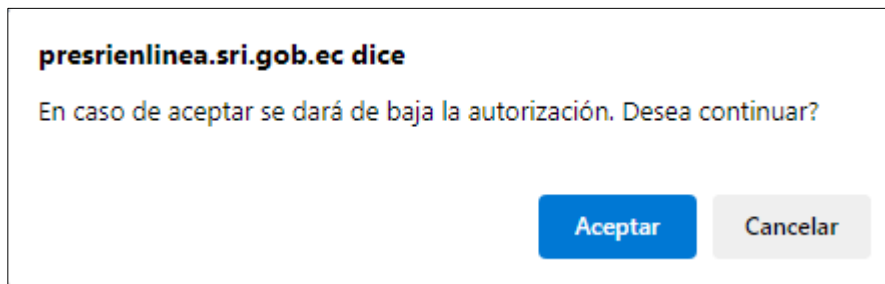 presrienlinea.sri.gob.ec dice
En caso de aceptar se dará de baja la autorización. Desea continuar?
Aceptar Cancelar